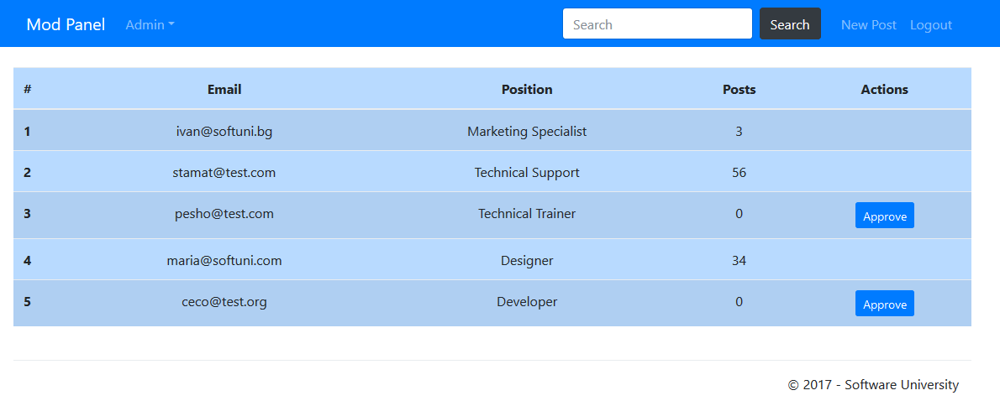 Mod Panel Admin Search Search New Post Logout
# Email Position Posts Actions
1 ivan@softuni.bg Marketing Specialist 3
2 stamat@test.com Technical Support 56
3 pesho@test.com Technical Trainer 0 Approve
4 maria@softuni.com Designer 34
5 ceco@test.org Developer 0 Approve
© 2017 - Software University